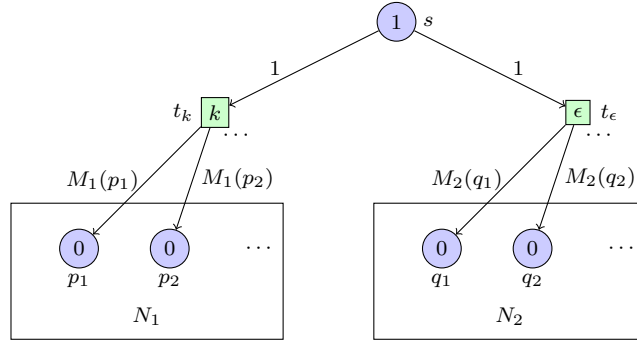 1 s
1 1
t_k k t_ϵ ϵ
... ...
M_1(p_1) M_1(p_2) M_2(q_1) M_2(q_2)
0 0 ... 0 0 ...
p_1 p_2 q_1 q_2
N_1 N_2